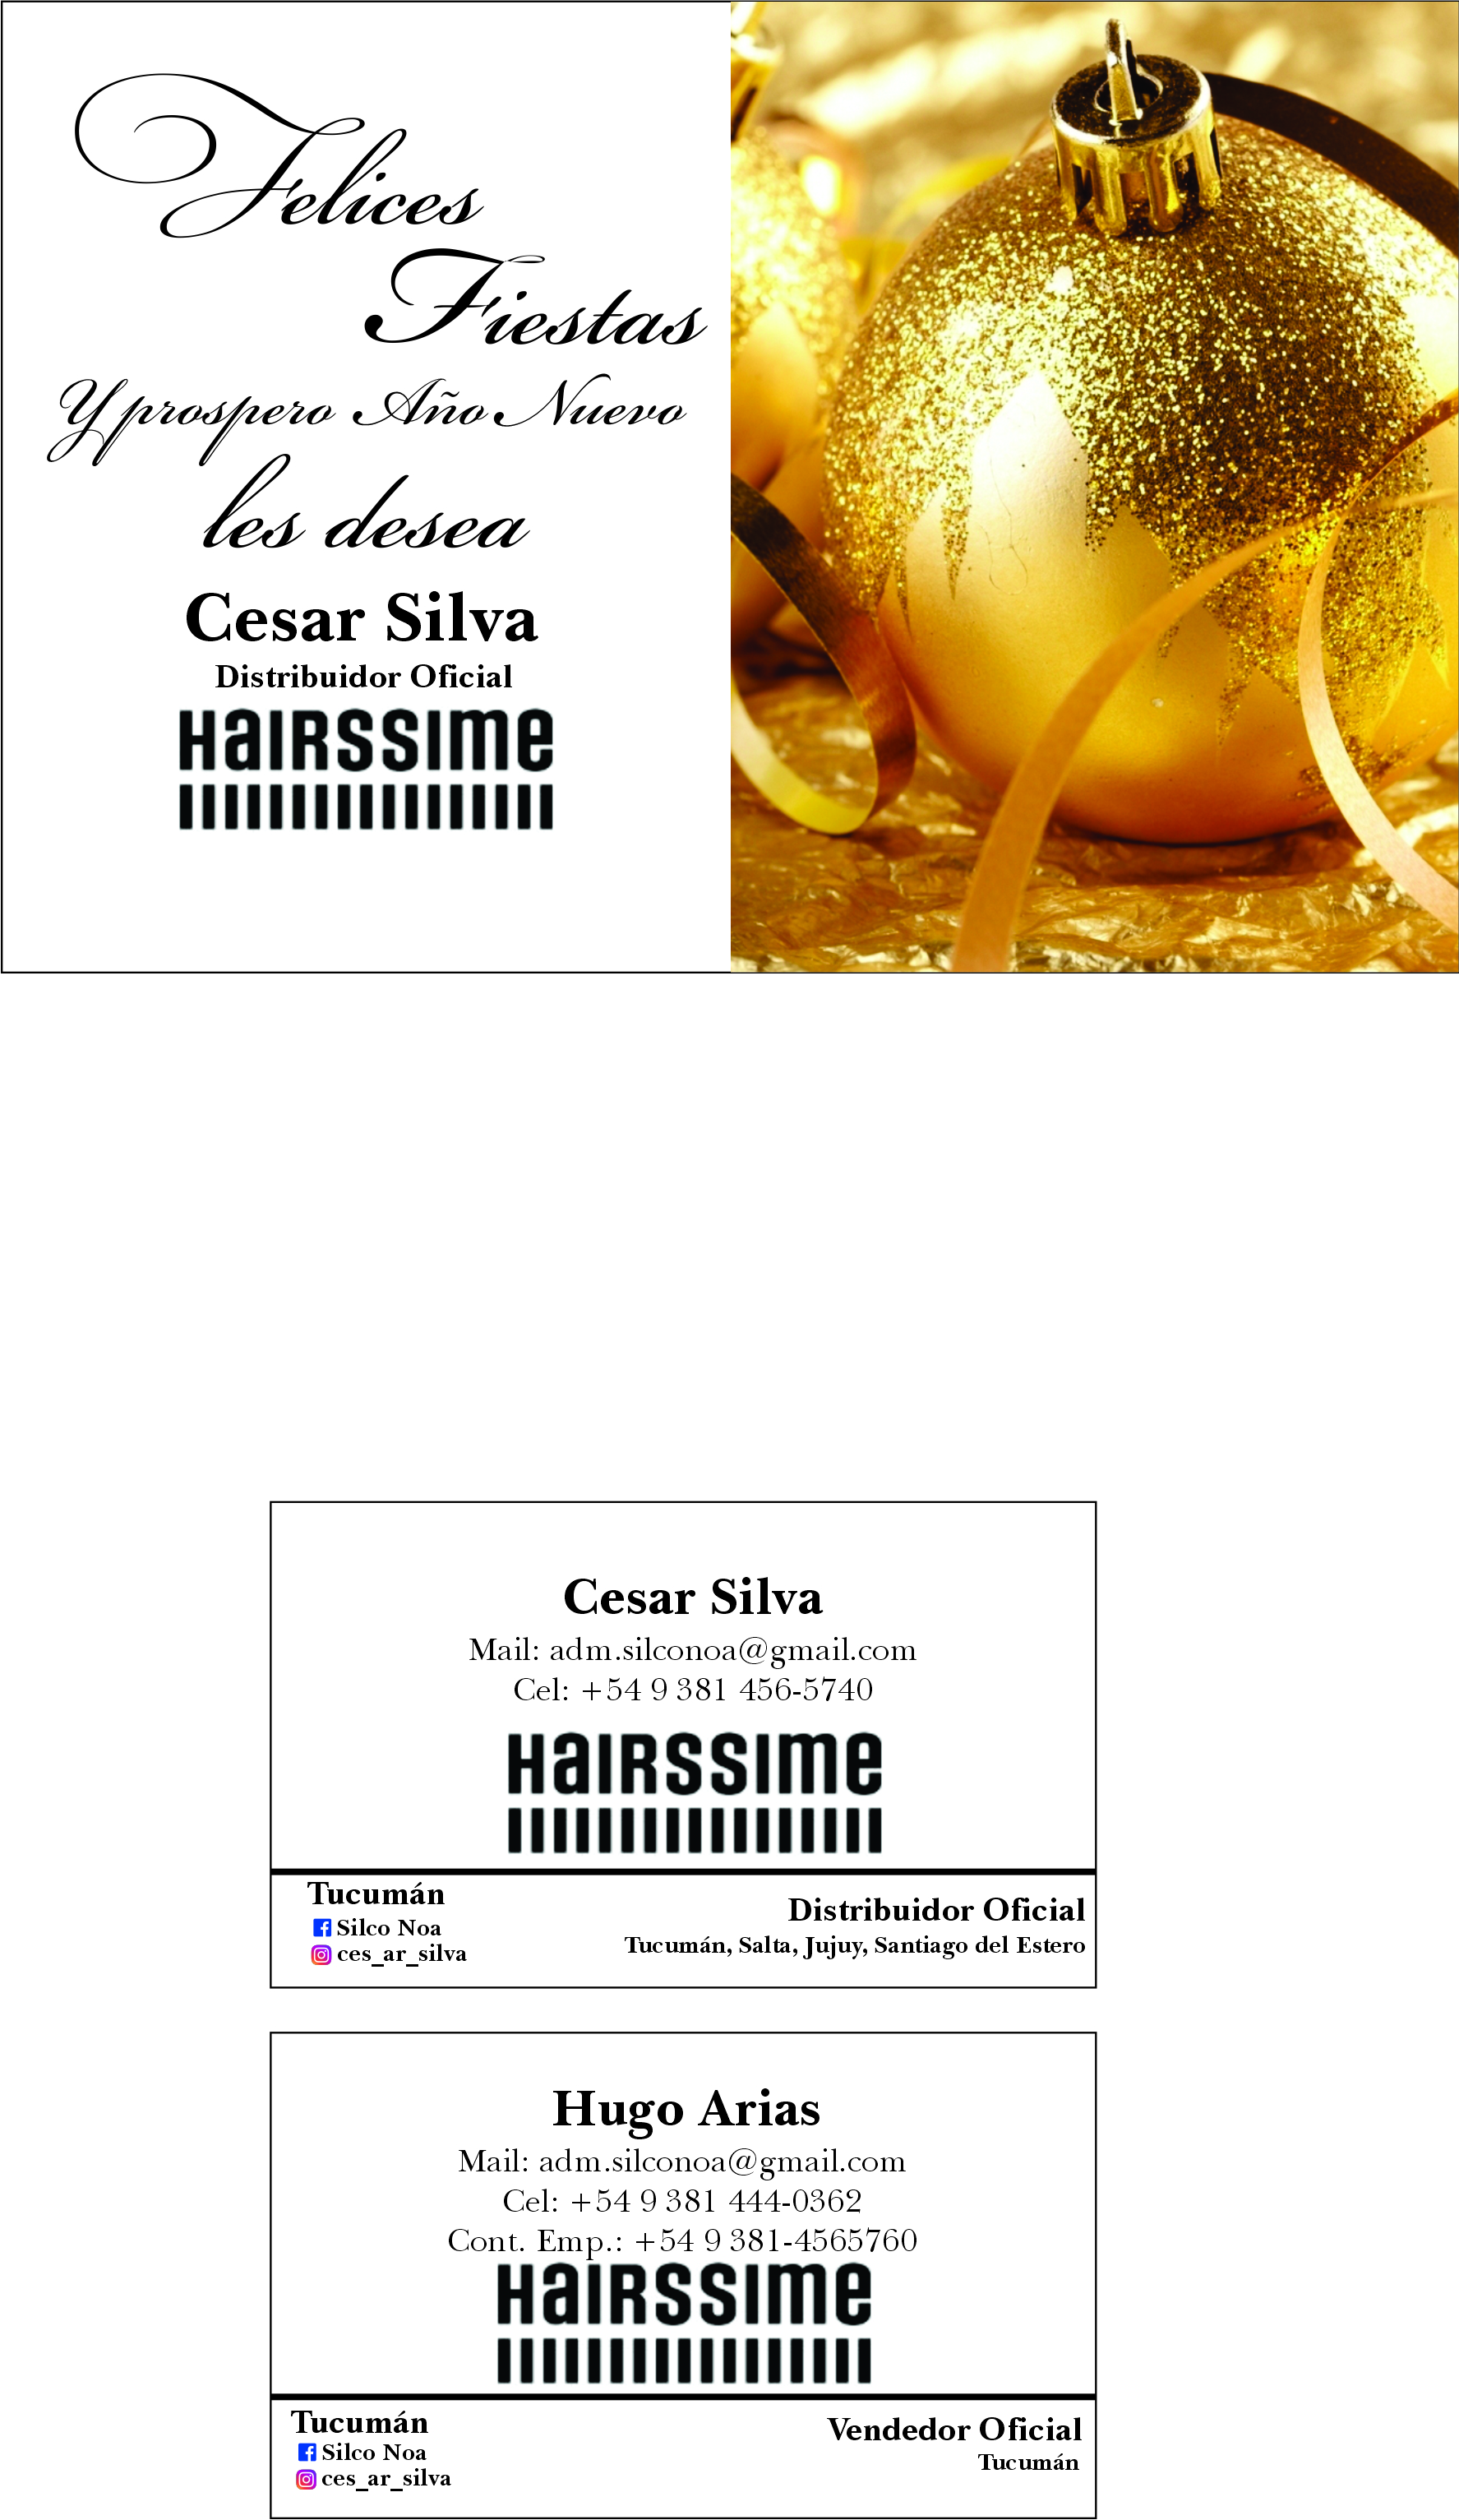 Felices
Fiestas
Y prospero Año Nuevo
les desea
Cesar Silva
Distribuidor Oficial
HaIRSSIme
Cesar Silva
Mail: adm.silconoa@gmail.com
Cel: +54 9 381 456-5740
HaIRSSIme
Tucumán
Silco Noa
ces_ar_silva
Distribuidor Oficial
Tucumán, Salta, Jujuy, Santiago del Estero
Hugo Arias
Mail: adm.silconoa@gmail.com
Cel: +54 9 381 444-0362
Cont. Emp.: +54 9 381-4565760
HaIRSSIme
Tucumán
Silco Noa
ces_ar_silva
Vendedor Oficial
Tucumán